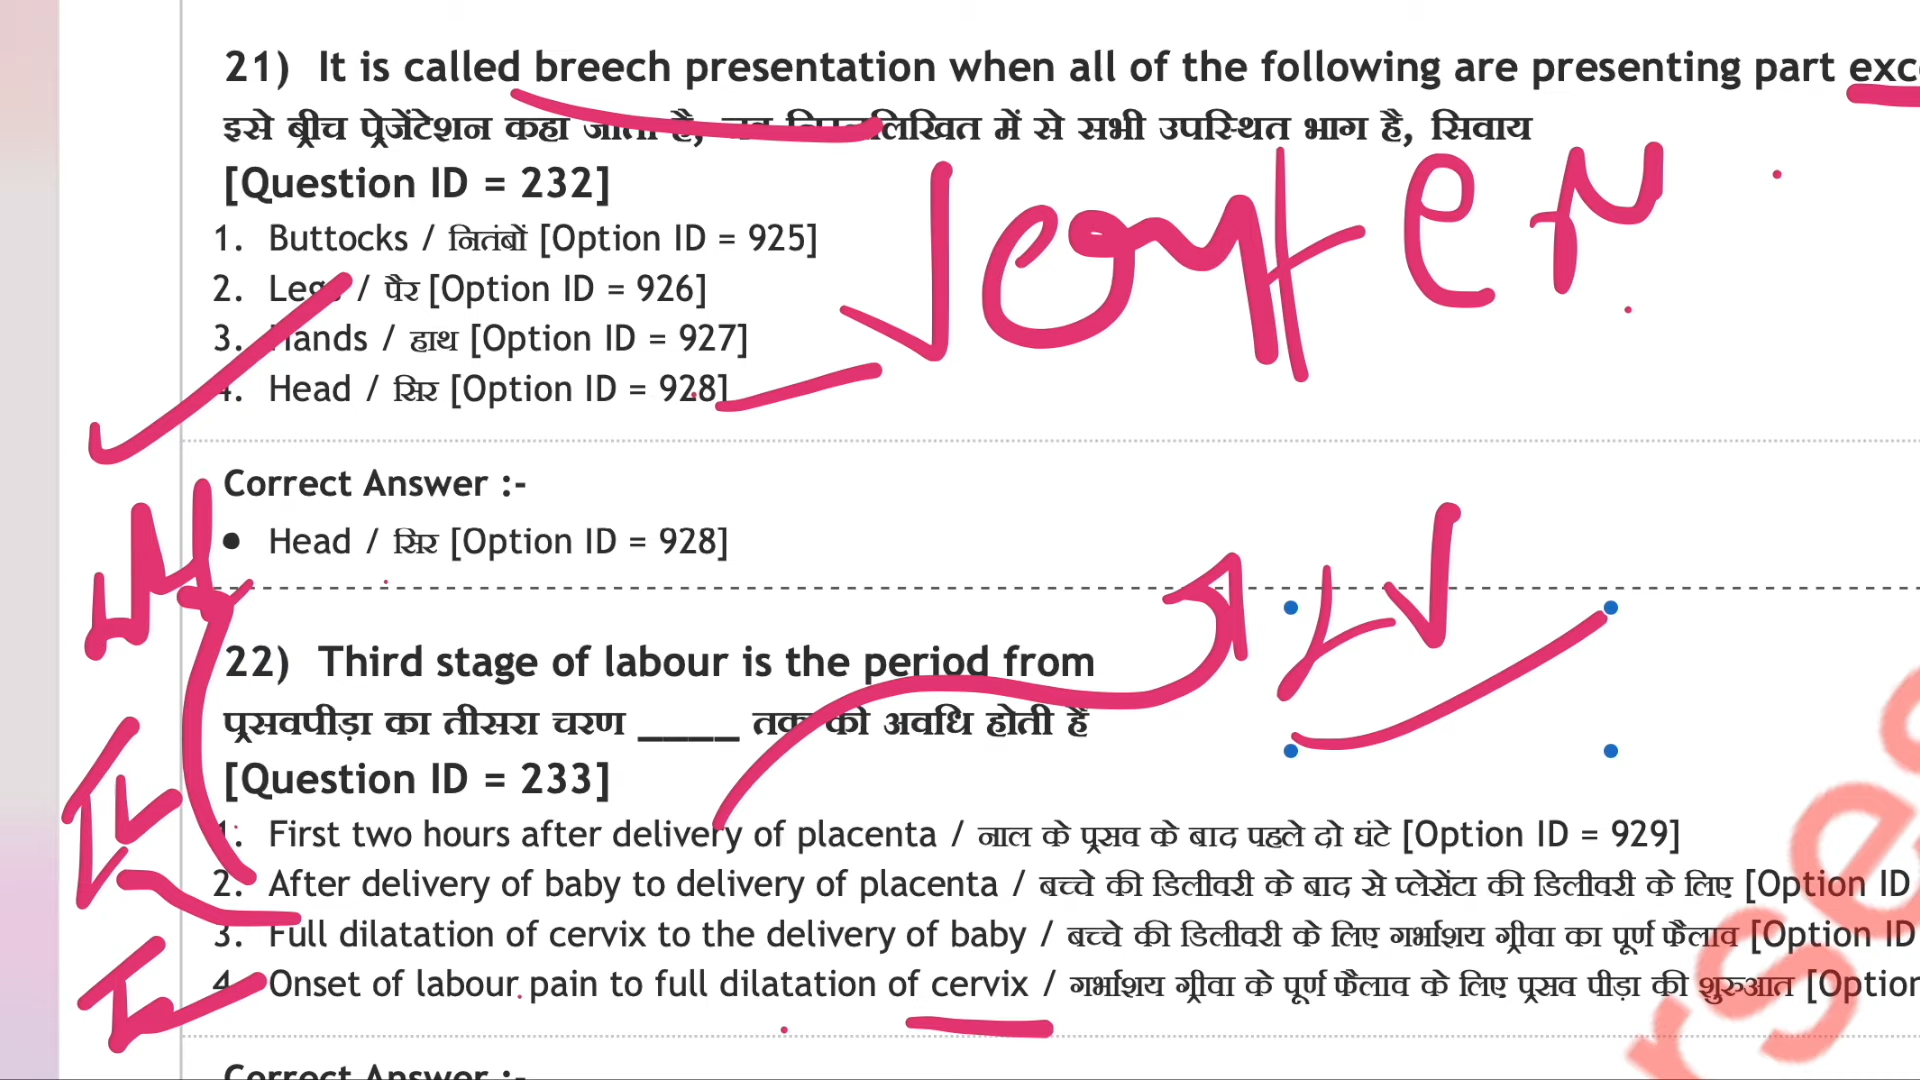 21) It is called breech presentation when all of the following are presenting part exc
इसे ब्रीच प्रेजेंटेशन कहा जाता है, जब निम्नलिखित में से सभी उपस्थित भाग है, सिवाय
[Question ID = 232]
1. Buttocks / नितंबों [Option ID = 925]
2. Legs / पैर [Option ID = 926]
3. Hands / हाथ [Option ID = 927]
4. Head / सिर [Option ID = 928]
Correct Answer :-
• Head / सिर [Option ID = 928]
22) Third stage of labour is the period from
प्रसवपीड़ा का तीसरा चरण ____ तक की अवधि होती है
[Question ID = 233]
1. First two hours after delivery of placenta / नाल के प्रसव के बाद पहले दो घंटे [Option ID = 929]
2. After delivery of baby to delivery of placenta / बच्चे की डिलीवरी के बाद से प्लेसेंटा की डिलीवरी के लिए [Option ID
3. Full dilatation of cervix to the delivery of baby / बच्चे की डिलीवरी के लिए गर्भाशय ग्रीवा का पूर्ण फैलाव [Option ID
4. Onset of labour pain to full dilatation of cervix / गर्भाशय ग्रीवा के पूर्ण फैलाव के लिए प्रसव पीड़ा की शुरुआत [Option
Correct Answer :-